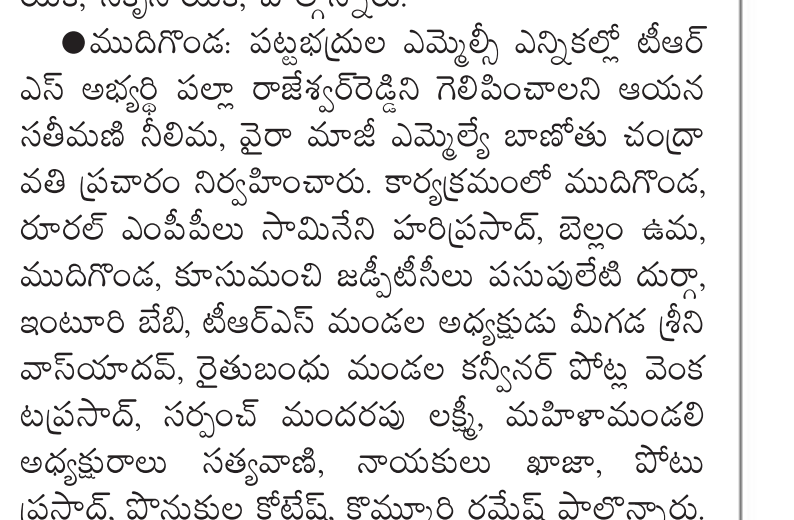 ●ముదిగొండ: పట్టభద్రుల ఎమ్మెల్సీ ఎన్నికల్లో టీఆర్
ఎస్ అభ్యర్థి పల్లా రాజేశ్వర్‌రెడ్డిని గెలిపించాలని ఆయన
సతీమణి నీలిమ, వైరా మాజీ ఎమ్మెల్యే బాణోతు చంద్రా
వతి ప్రచారం నిర్వహించారు. కార్యక్రమంలో ముదిగొండ,
రూరల్ ఎంపీపీలు సామినేని హరిప్రసాద్, బెల్లం ఉమ,
ముదిగొండ, కూసుమంచి జడ్పీటీసీలు పసుపులేటి దుర్గా,
ఇంటూరి బేబి, టీఆర్‌ఎస్ మండల అధ్యక్షుడు మీగడ శ్రీని
వాస్‌యాదవ్, రైతుబంధు మండల కన్వీనర్ పోట్ల వెంక
టప్రసాద్, సర్పంచ్ మందరపు లక్ష్మీ, మహిళామండలి
అధ్యక్షురాలు సత్యవాణి, నాయకులు ఖాజా, పోటు
ప్రసాద్, పొనుకుల కోటేష్, కొమ్మూరి రమేష్ పాల్గొన్నారు.